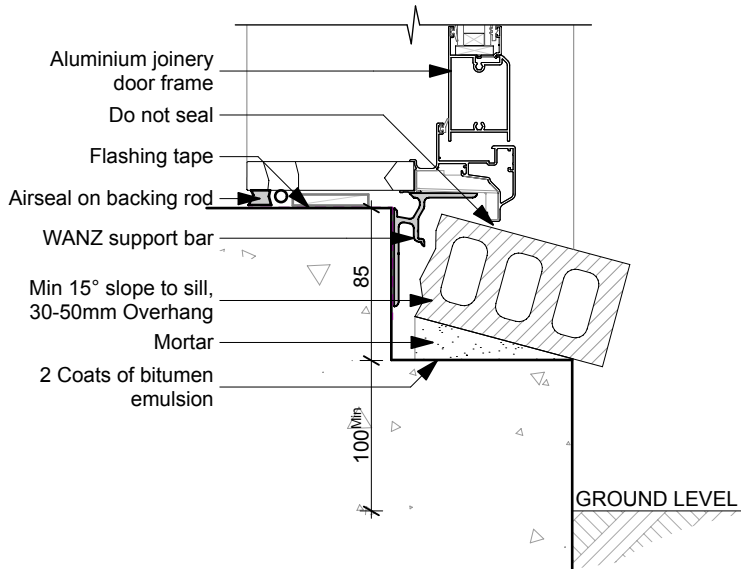 Aluminium joinery
door frame
Do not seal
Flashing tape
Airseal on backing rod
WANZ support bar
Min 15° slope to sill,
30-50mm Overhang
Mortar
2 Coats of bitumen
emulsion
85
100Min
GROUND LEVEL